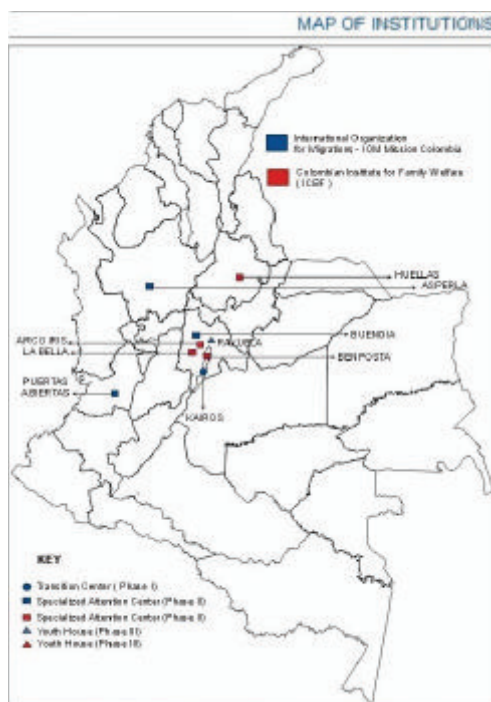 MAP OF INSTITUTIONS
International Organization
for Migrations - IOM Mission Colombia
Colombian Institute for Family Welfare
( ICBF )
HUELLAS
ASPERLA
BUENDIA
ARCO IRIS
RAYUELA
LA BELLA
BENPOSTA
PUERTAS
ABIERTAS
KAIROS
KEY
Transition Center ( Phase I )
Specialized Attention Center (Phase II )
Specialized Attention Center (Phase II )
Youth House (Phase III )
Youth House (Phase III )